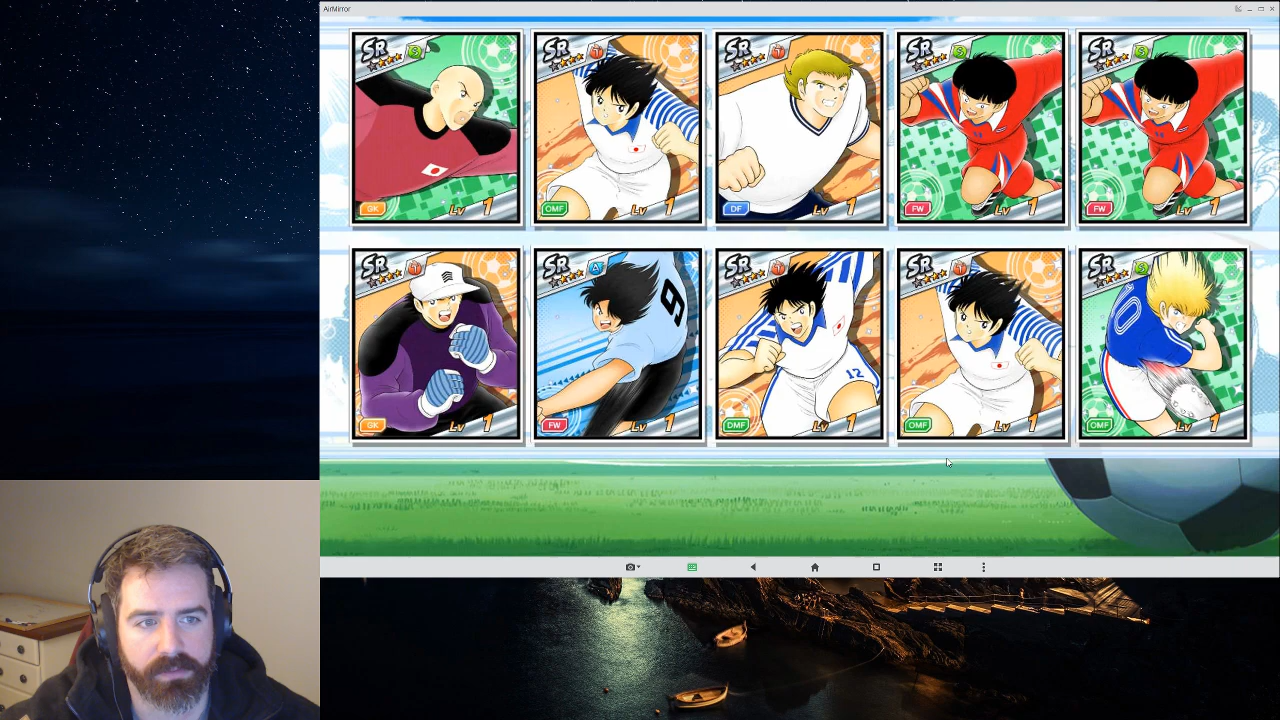 AirMirror
SR S SR T SR T SR S SR S
GK Lv 1 OMF Lv 1 DF Lv 1 FW Lv 1 FW Lv 1
SR T SR A 9 SR T SR T SR S
12
GK Lv 1 FW Lv 1 DMF Lv 1 OMF Lv 1 OMF Lv 1